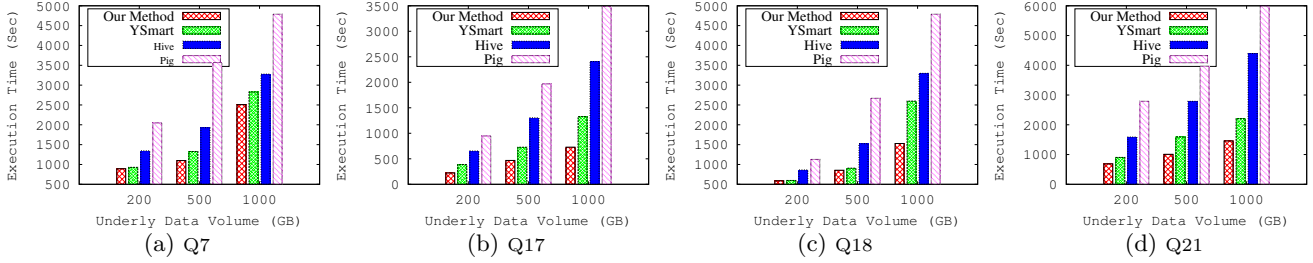 Execution Time (Sec)
5000
4500
4000
3500
3000
2500
2000
1500
1000
500
Our Method
YSmart
Hive
Pig
200 500 1000
Underly Data Volume (GB)
(a) Q7
Execution Time (Sec)
3500
3000
2500
2000
1500
1000
500
0
Our Method
YSmart
Hive
Pig
200 500 1000
Underly Data Volume (GB)
(b) Q17
Execution Time (Sec)
5000
4500
4000
3500
3000
2500
2000
1500
1000
500
Our Method
YSmart
Hive
Pig
200 500 1000
Underly Data Volume (GB)
(c) Q18
Execution Time (Sec)
6000
5000
4000
3000
2000
1000
0
Our Method
YSmart
Hive
Pig
200 500 1000
Underly Data Volume (GB)
(d) Q21